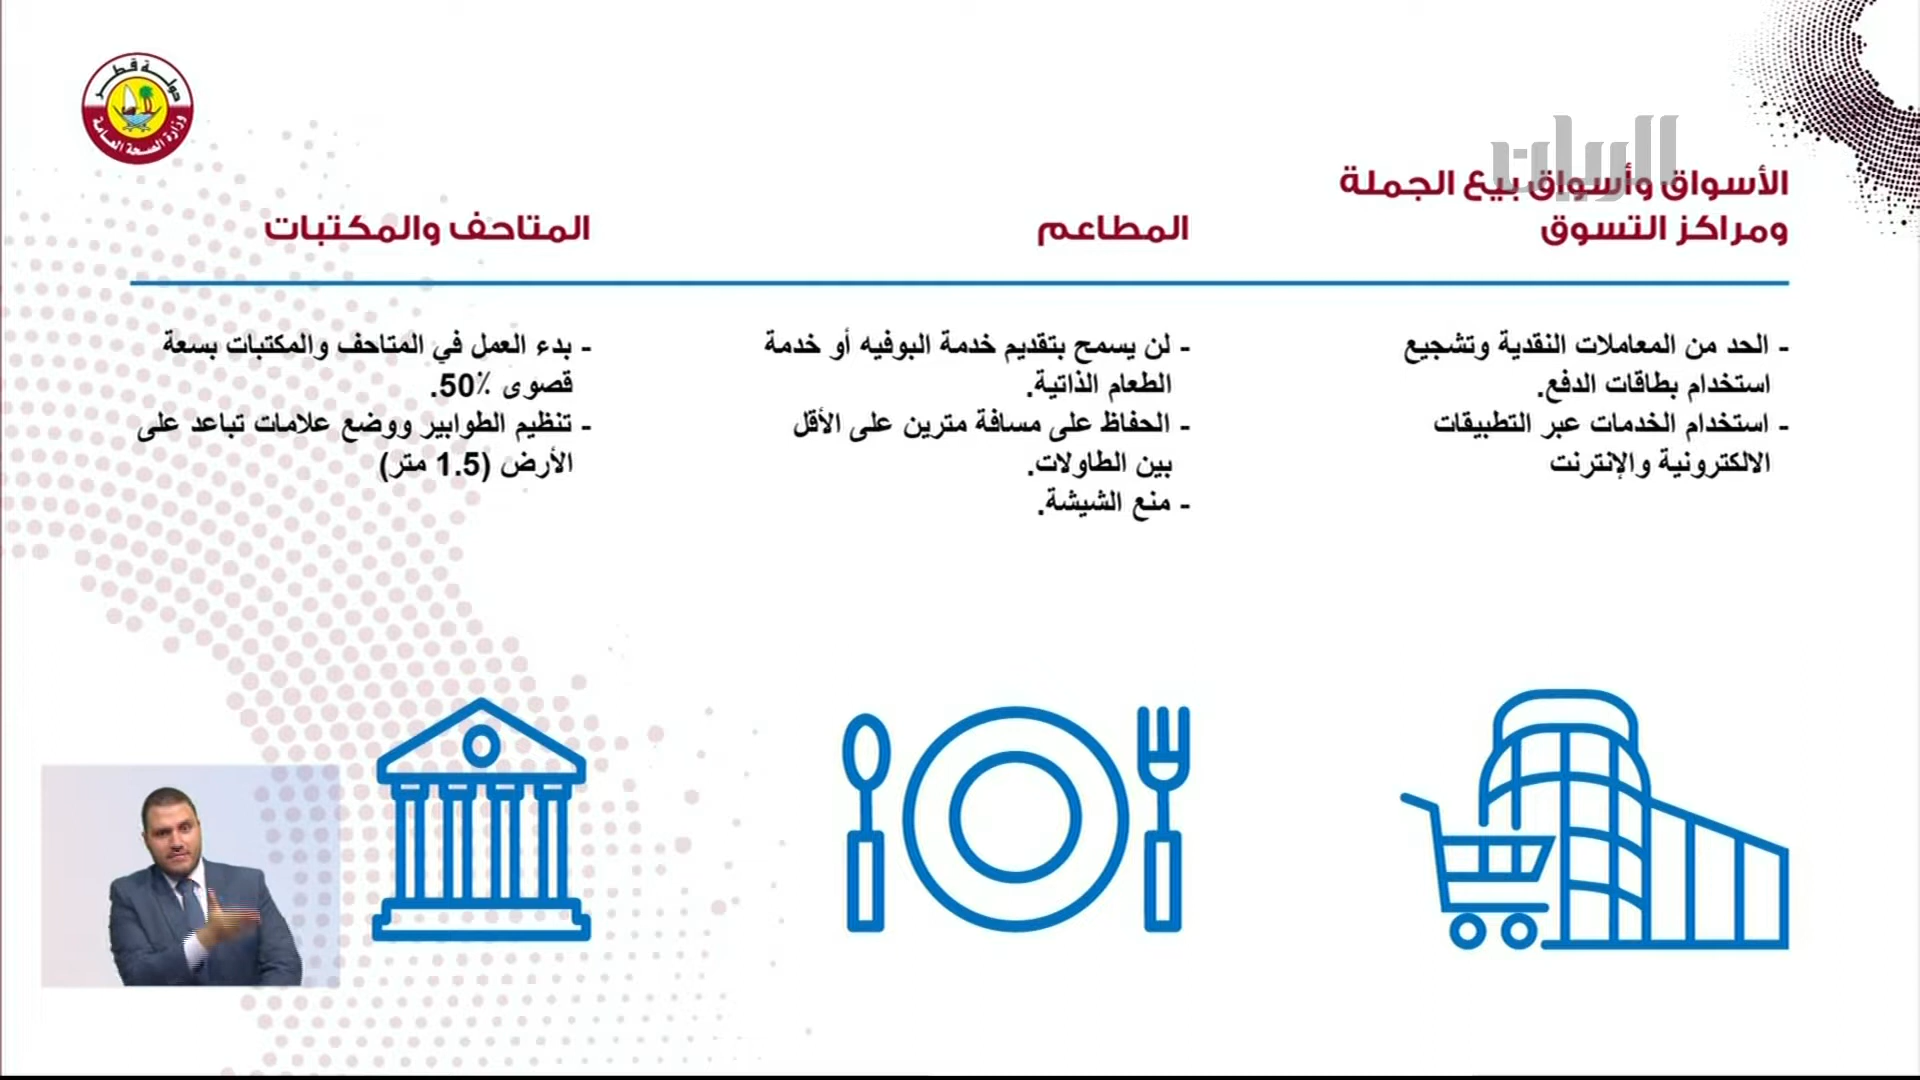 دولة قطر
وزارة الصحة العامة
الريان
الأسواق وأسواق بيع الجملة
ومراكز التسوق
- الحد من المعاملات النقدية وتشجيع
استخدام بطاقات الدفع.
- استخدام الخدمات عبر التطبيقات
الالكترونية والإنترنت
المطاعم
- لن يسمح بتقديم خدمة البوفيه أو خدمة
الطعام الذاتية.
- الحفاظ على مسافة مترين على الأقل
بين الطاولات.
- منع الشيشة.
المتاحف والمكتبات
- بدء العمل في المتاحف والمكتبات بسعة
قصوى 50٪.
- تنظيم الطوابير ووضع علامات تباعد على
الأرض (1.5 متر)